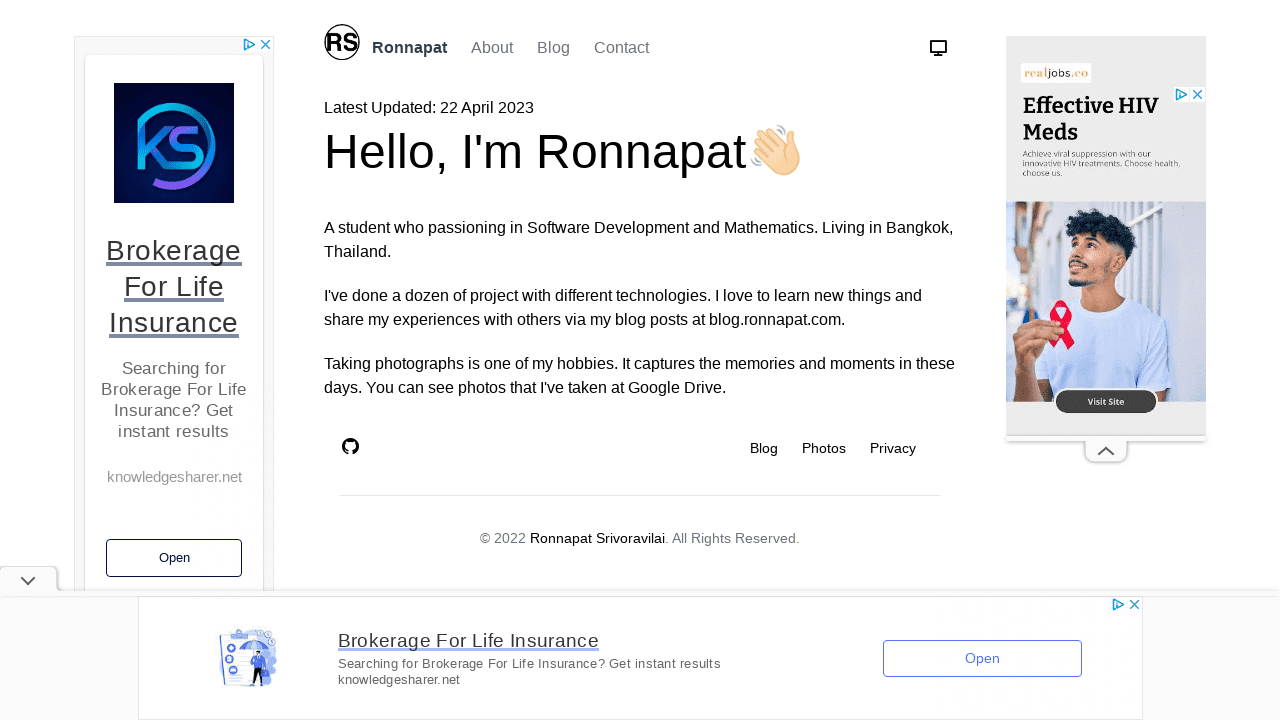 RS
Ronnapat About Blog Contact
Latest Updated: 22 April 2023
Hello, I'm Ronnapat
A student who passioning in Software Development and Mathematics. Living in Bangkok,
Thailand.
I've done a dozen of project with different technologies. I love to learn new things and
share my experiences with others via my blog posts at blog.ronnapat.com.
Taking photographs is one of my hobbies. It captures the memories and moments in these
days. You can see photos that I've taken at Google Drive.
Blog Photos Privacy
© 2022 Ronnapat Srivoravilai. All Rights Reserved.
KS
Brokerage
For Life
Insurance
Searching for
Brokerage For Life
Insurance? Get
instant results
knowledgesharer.net
Open
realjobs.co
Effective HIV
Meds
Achieve viral suppression with our
innovative HIV treatments. Choose health,
choose us.
Visit Site
Brokerage For Life Insurance
Searching for Brokerage For Life Insurance? Get instant results
knowledgesharer.net
Open